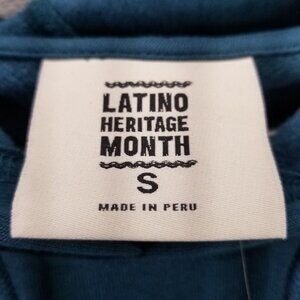 LATINO
HERITAGE
MONTH
S
MADE IN PERU